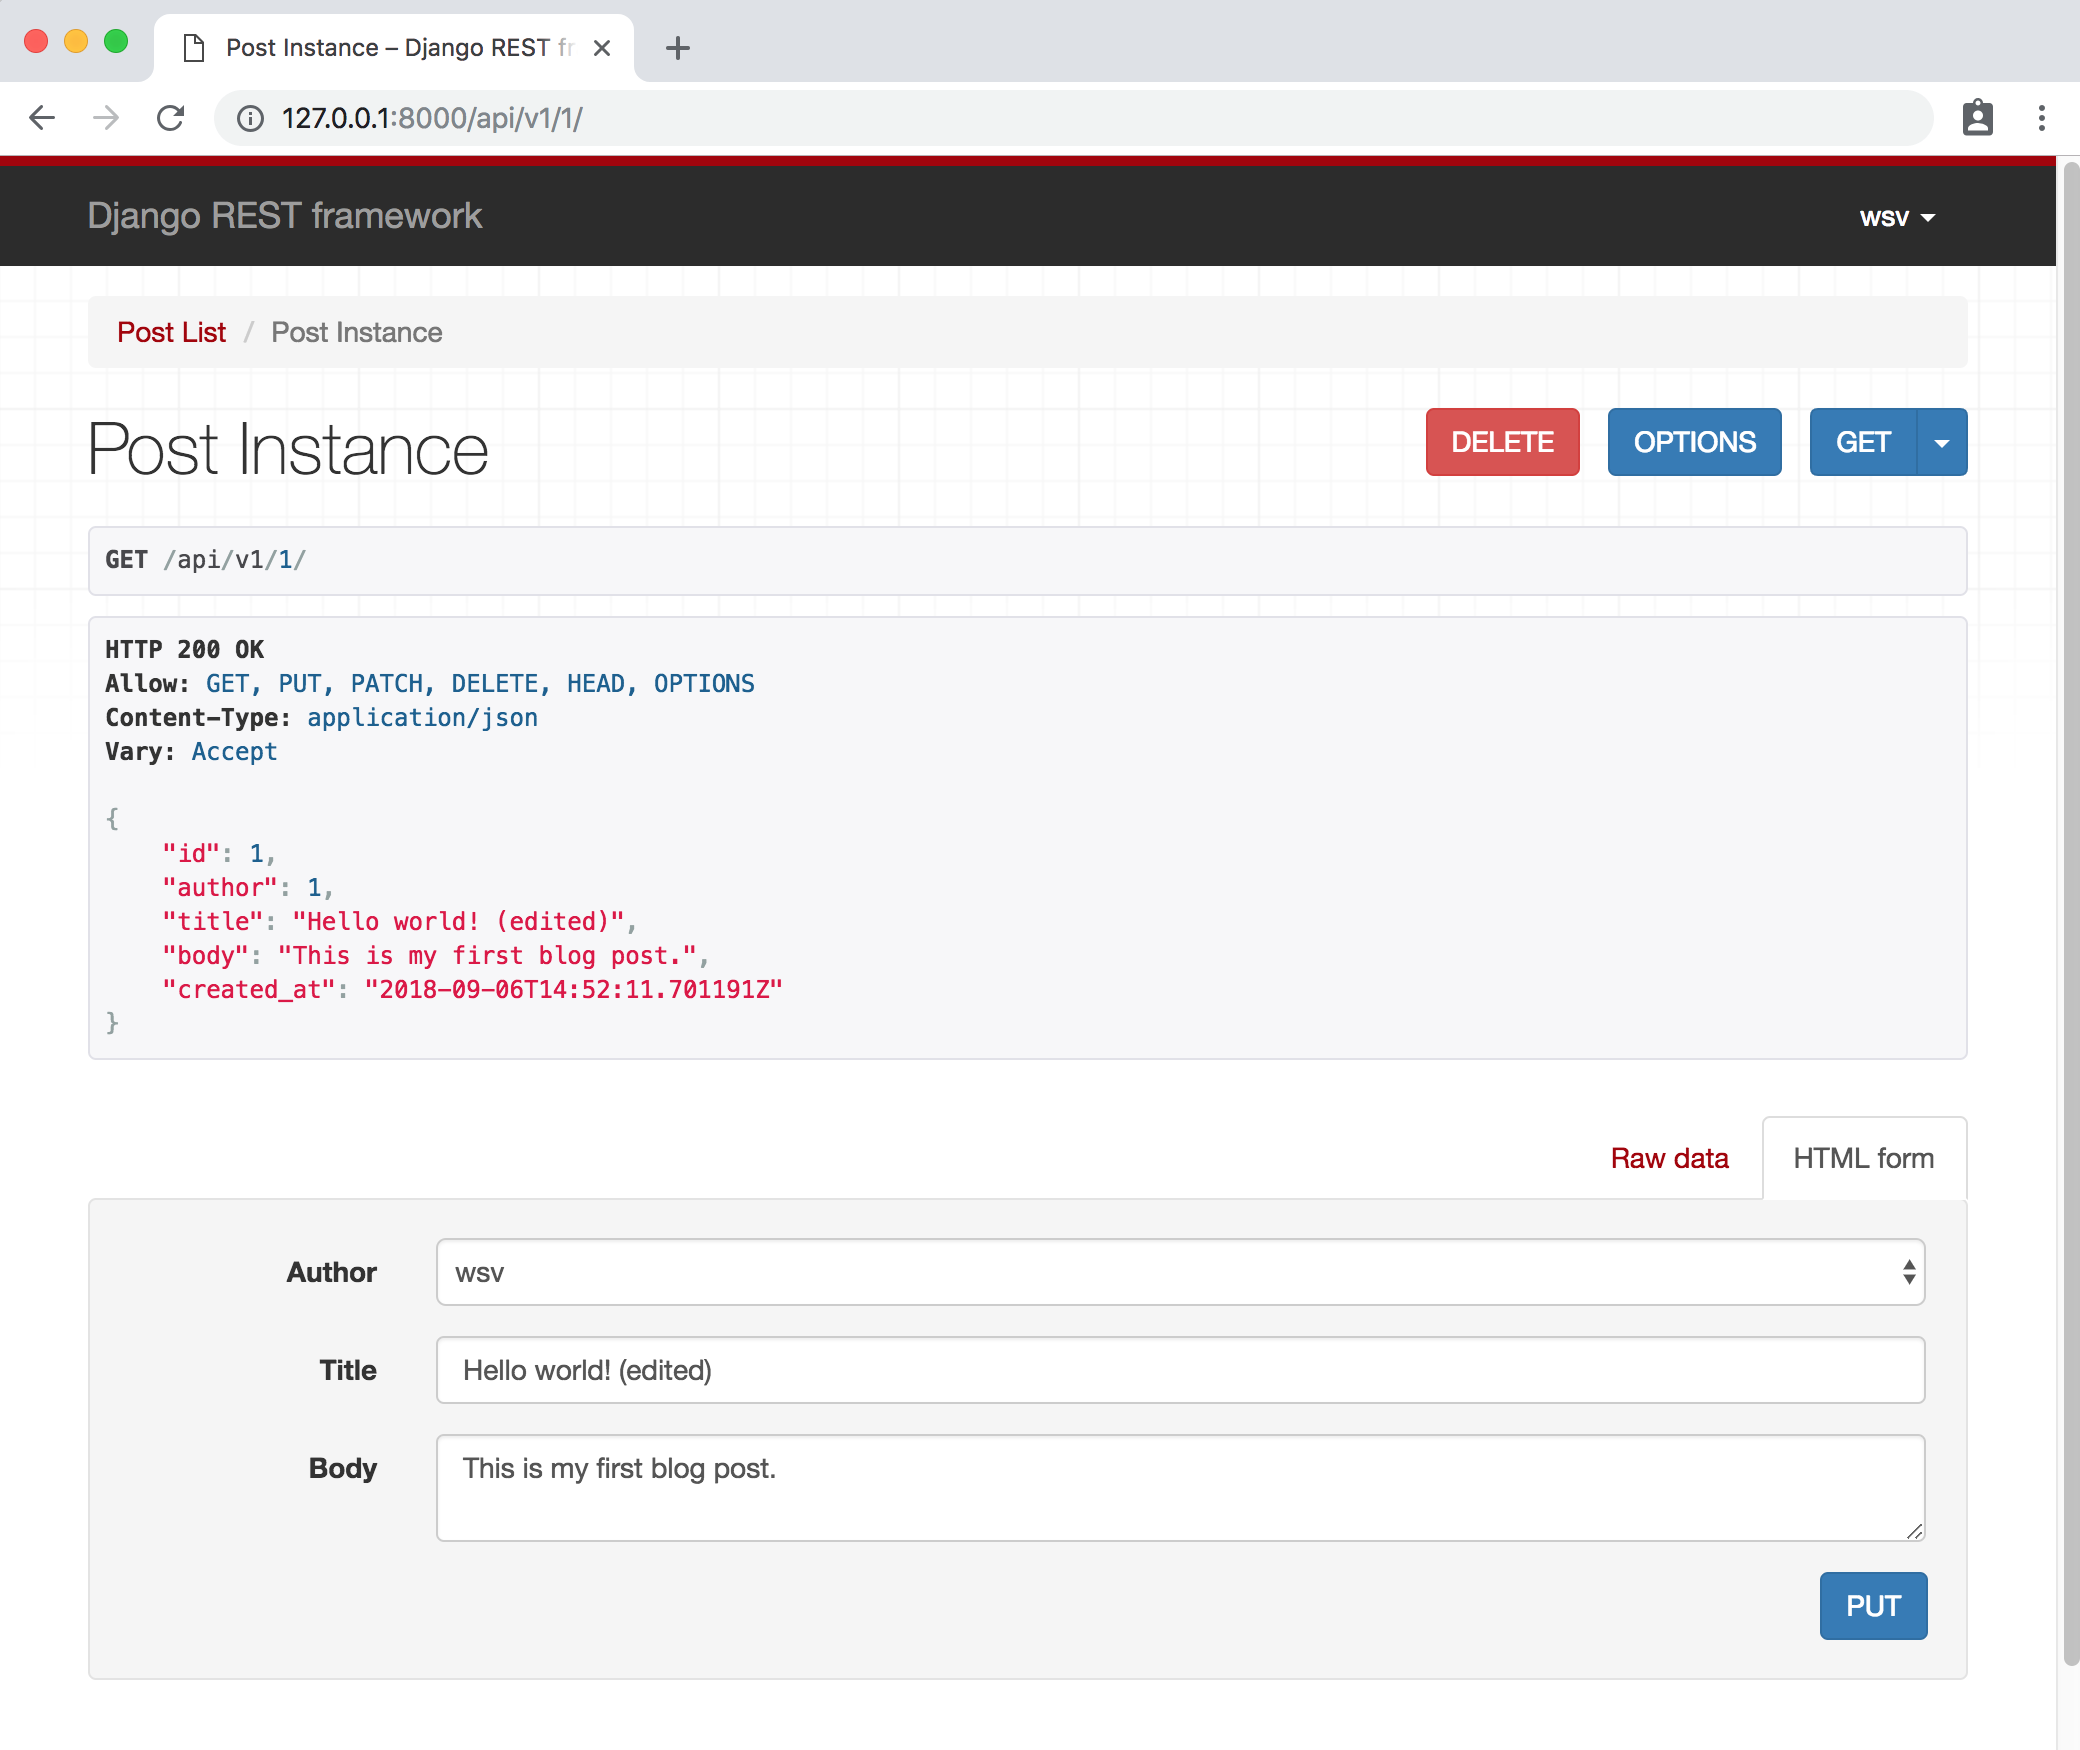 Post Instance – Django REST fr
127.0.0.1:8000/api/v1/1/
Django REST framework
wsv
Post List / Post Instance
Post Instance
DELETE
OPTIONS
GET
GET /api/v1/1/
HTTP 200 OK
Allow: GET, PUT, PATCH, DELETE, HEAD, OPTIONS
Content-Type: application/json
Vary: Accept
{
    "id": 1,
    "author": 1,
    "title": "Hello world! (edited)",
    "body": "This is my first blog post.",
    "created_at": "2018-09-06T14:52:11.701191Z"
}
Raw data
HTML form
Author
wsv
Title
Hello world! (edited)
Body
This is my first blog post.
PUT